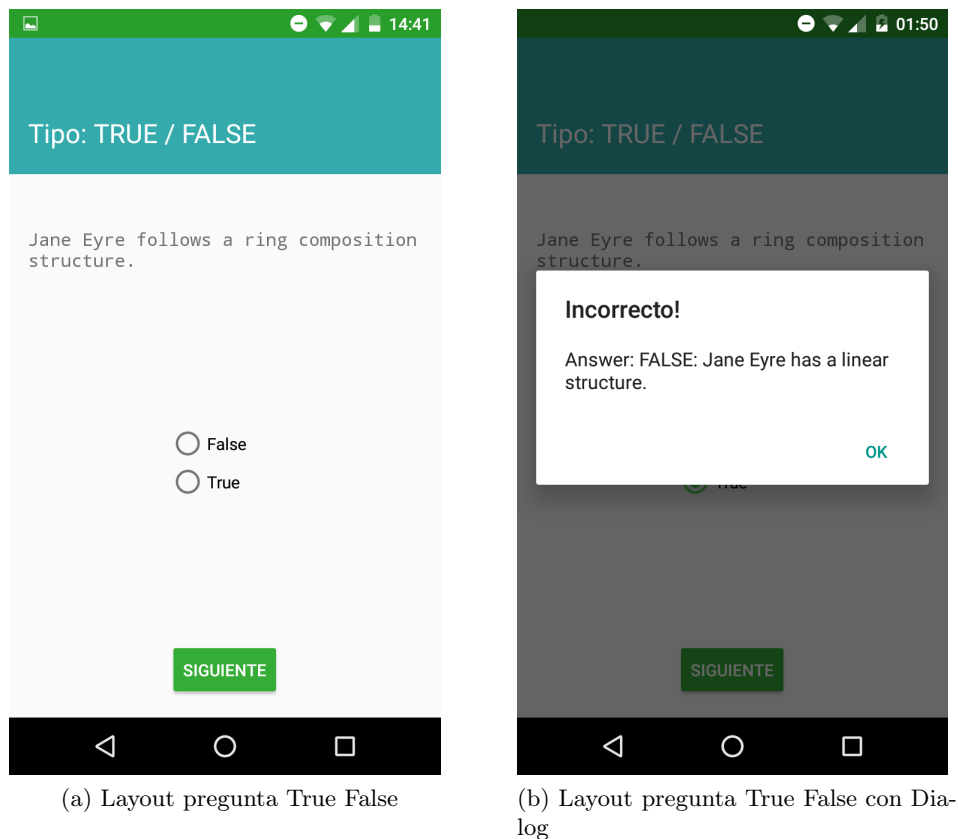 14:41
Tipo: TRUE / FALSE
Jane Eyre follows a ring composition
structure.
False
True
SIGUIENTE
(a) Layout pregunta True False
01:50
Tipo: TRUE / FALSE
Jane Eyre follows a ring composition
structure.
Incorrecto!
Answer: FALSE: Jane Eyre has a linear
structure.
OK
True
SIGUIENTE
(b) Layout pregunta True False con Dia-
log